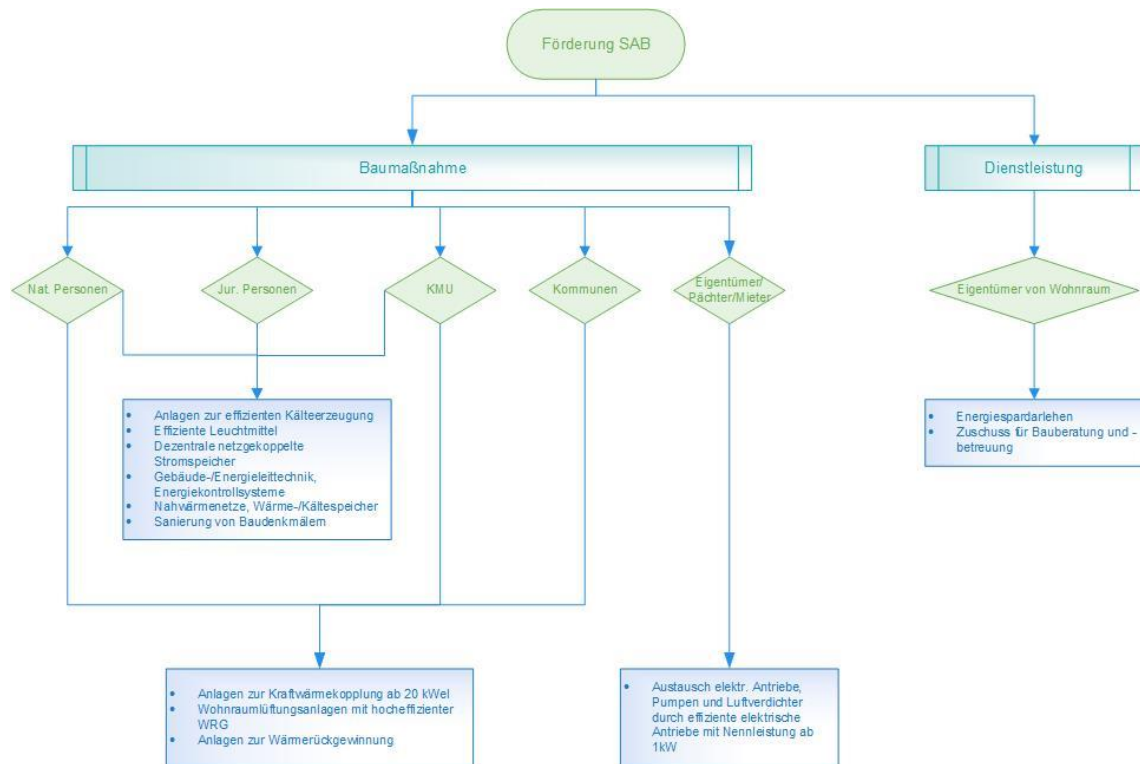 Förderung SAB
Baumaßnahme
Dienstleistung
Nat. Personen
Jur. Personen
KMU
Kommunen
Eigentümer/
Pächter/Mieter
Eigentümer von Wohnraum
• Anlagen zur effizienten Kälteerzeugung
• Effiziente Leuchtmittel
• Dezentrale netzgekoppelte
Stromspeicher
• Gebäude-/Energieleittechnik,
Energiekontrollsysteme
• Nahwärmenetze, Wärme-/Kältespeicher
• Sanierung von Baudenkmälern
• Energiespardarlehen
• Zuschuss für Bauberatung und -
betreuung
• Anlagen zur Kraftwärmekopplung ab 20 kWel
• Wohnraumlüftungsanlagen mit hocheffizienter
WRG
• Anlagen zur Wärmerückgewinnung
• Austausch elektr. Antriebe,
Pumpen und Luftverdichter
durch effiziente elektrische
Antriebe mit Nennleistung ab
1kW